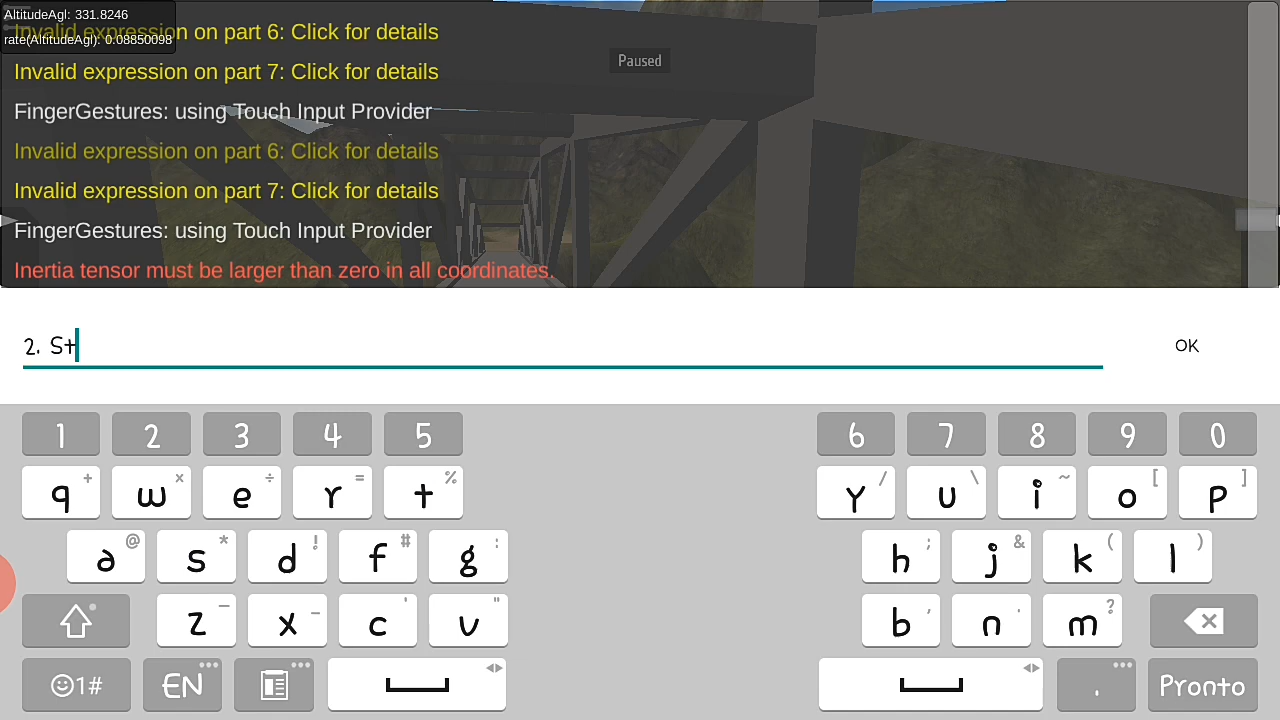 AltitudeAgl: 331.8246
Invalid expression on part 6: Click for details
rate(AltitudeAgl): 0.08850098
Paused
Invalid expression on part 7: Click for details
FingerGestures: using Touch Input Provider
Invalid expression on part 6: Click for details
Invalid expression on part 7: Click for details
FingerGestures: using Touch Input Provider
Inertia tensor must be larger than zero in all coordinates.
2. St
OK
1 2 3 4 5 6 7 8 9 0
q + w × e ÷ r = t % y / u \ i ~ o [ p ]
a @ s * d ! f # g : h ; j & k ( l )
z – x - c ' v " b , n . m ?
☺1# EN . Pronto